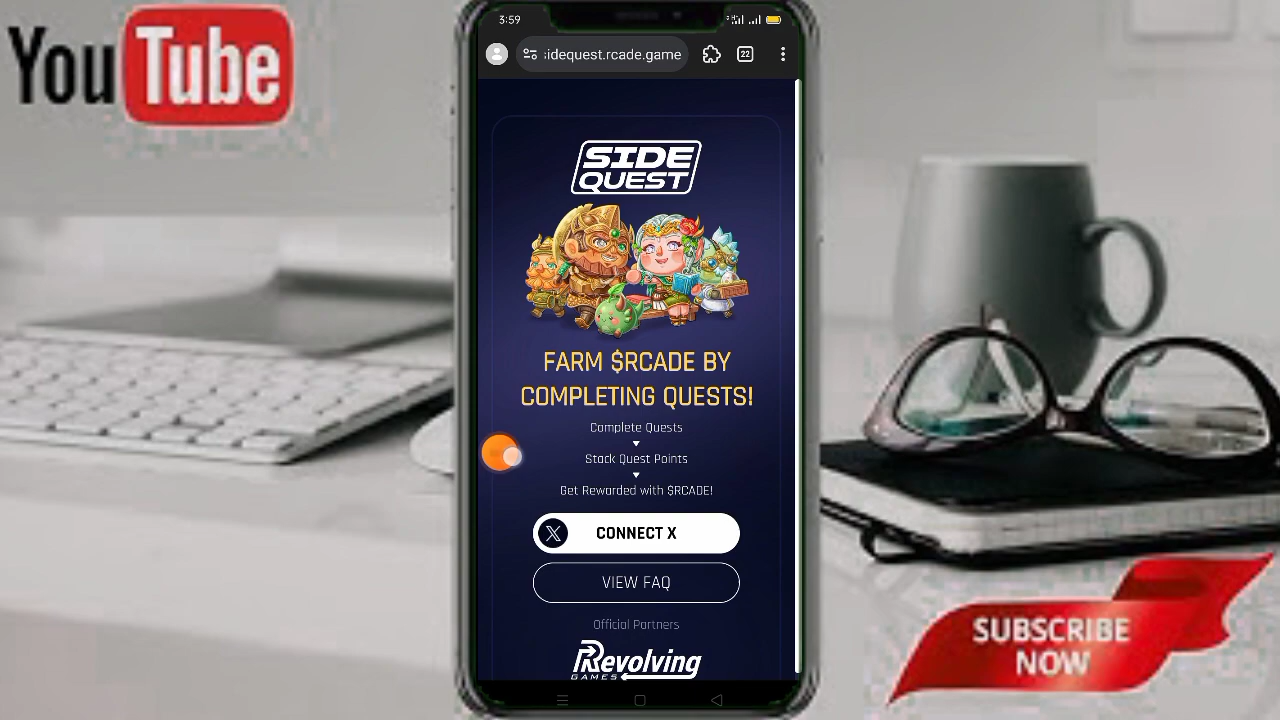 YouTube
3:59
idequest.rcade.game
22
SIDE
QUEST
FARM $RCADE BY
COMPLETING QUESTS!
Complete Quests
Stack Quest Points
Get Rewarded with $RCADE!
X CONNECT X
VIEW FAQ
Official Partners
Revolving
GAMES
SUBSCRIBE
NOW